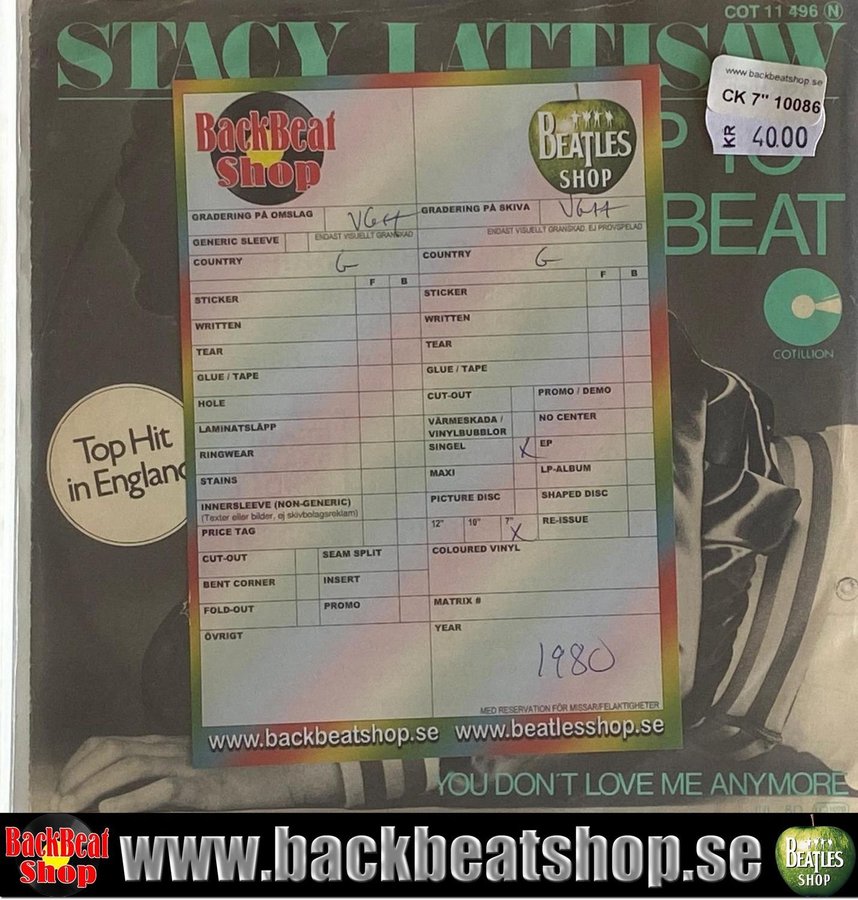 COT 11 496 N
STACY LATTISAW
www.backbeatshop.se
CK 7" 10086
KR 40.00
BEAT
COTILLION
Top Hit
in England
BackBeat
Shop
BEATLES
SHOP
GRADERING PÅ OMSLAG VG++
ENDAST VISUELLT GRANSKAD
GENERIC SLEEVE
COUNTRY G
F B
STICKER
WRITTEN
TEAR
GLUE / TAPE
HOLE
LAMINATSLÄPP
RINGWEAR
STAINS
INNERSLEEVE (NON-GENERIC)
(Texter eller bilder, ej skivbolagsreklam)
PRICE TAG
CUT-OUT SEAM SPLIT
BENT CORNER INSERT
FOLD-OUT PROMO
ÖVRIGT
GRADERING PÅ SKIVA VG++
ENDAST VISUELLT GRANSKAD, EJ PROVSPELAD
COUNTRY G
F B
STICKER
WRITTEN
TEAR
GLUE / TAPE
CUT-OUT PROMO / DEMO
VÄRMESKADA / NO CENTER
VINYLBUBBLOR
SINGEL X EP
MAXI LP-ALBUM
PICTURE DISC SHAPED DISC
12" 10" 7" X RE-ISSUE
COLOURED VINYL
MATRIX #
YEAR
1980
MED RESERVATION FÖR MISSAR/FELAKTIGHETER
www.backbeatshop.se www.beatlesshop.se
YOU DON'T LOVE ME ANYMORE
BackBeat
Shop
www.backbeatshop.se
BEATLES
SHOP